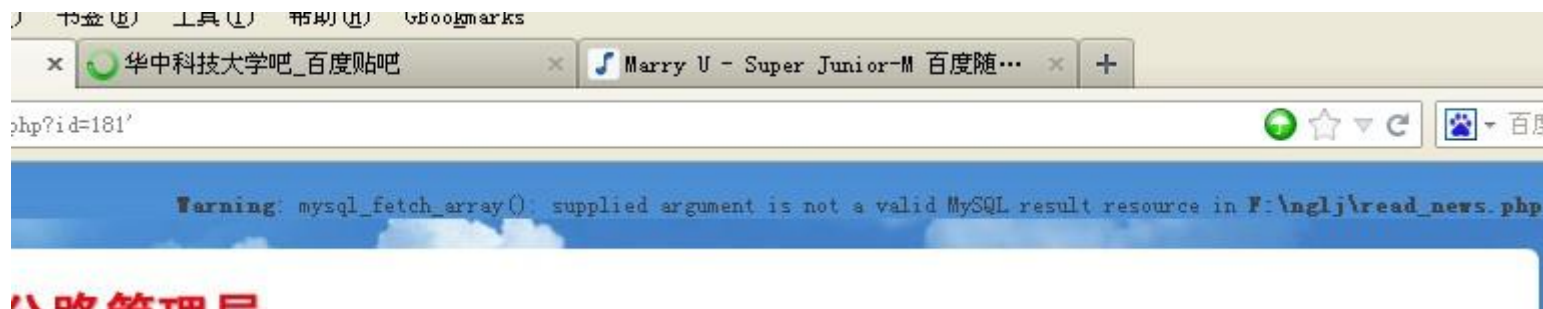 ) 书签(B) 工具(T) 帮助(H) GBookmarks
× 华中科技大学吧_百度贴吧 × Marry U - Super Junior-M 百度随… × +
php?id=181'
Warning: mysql_fetch_array(): supplied argument is not a valid MySQL result resource in F:\nglj\read_news.php
公路管理局